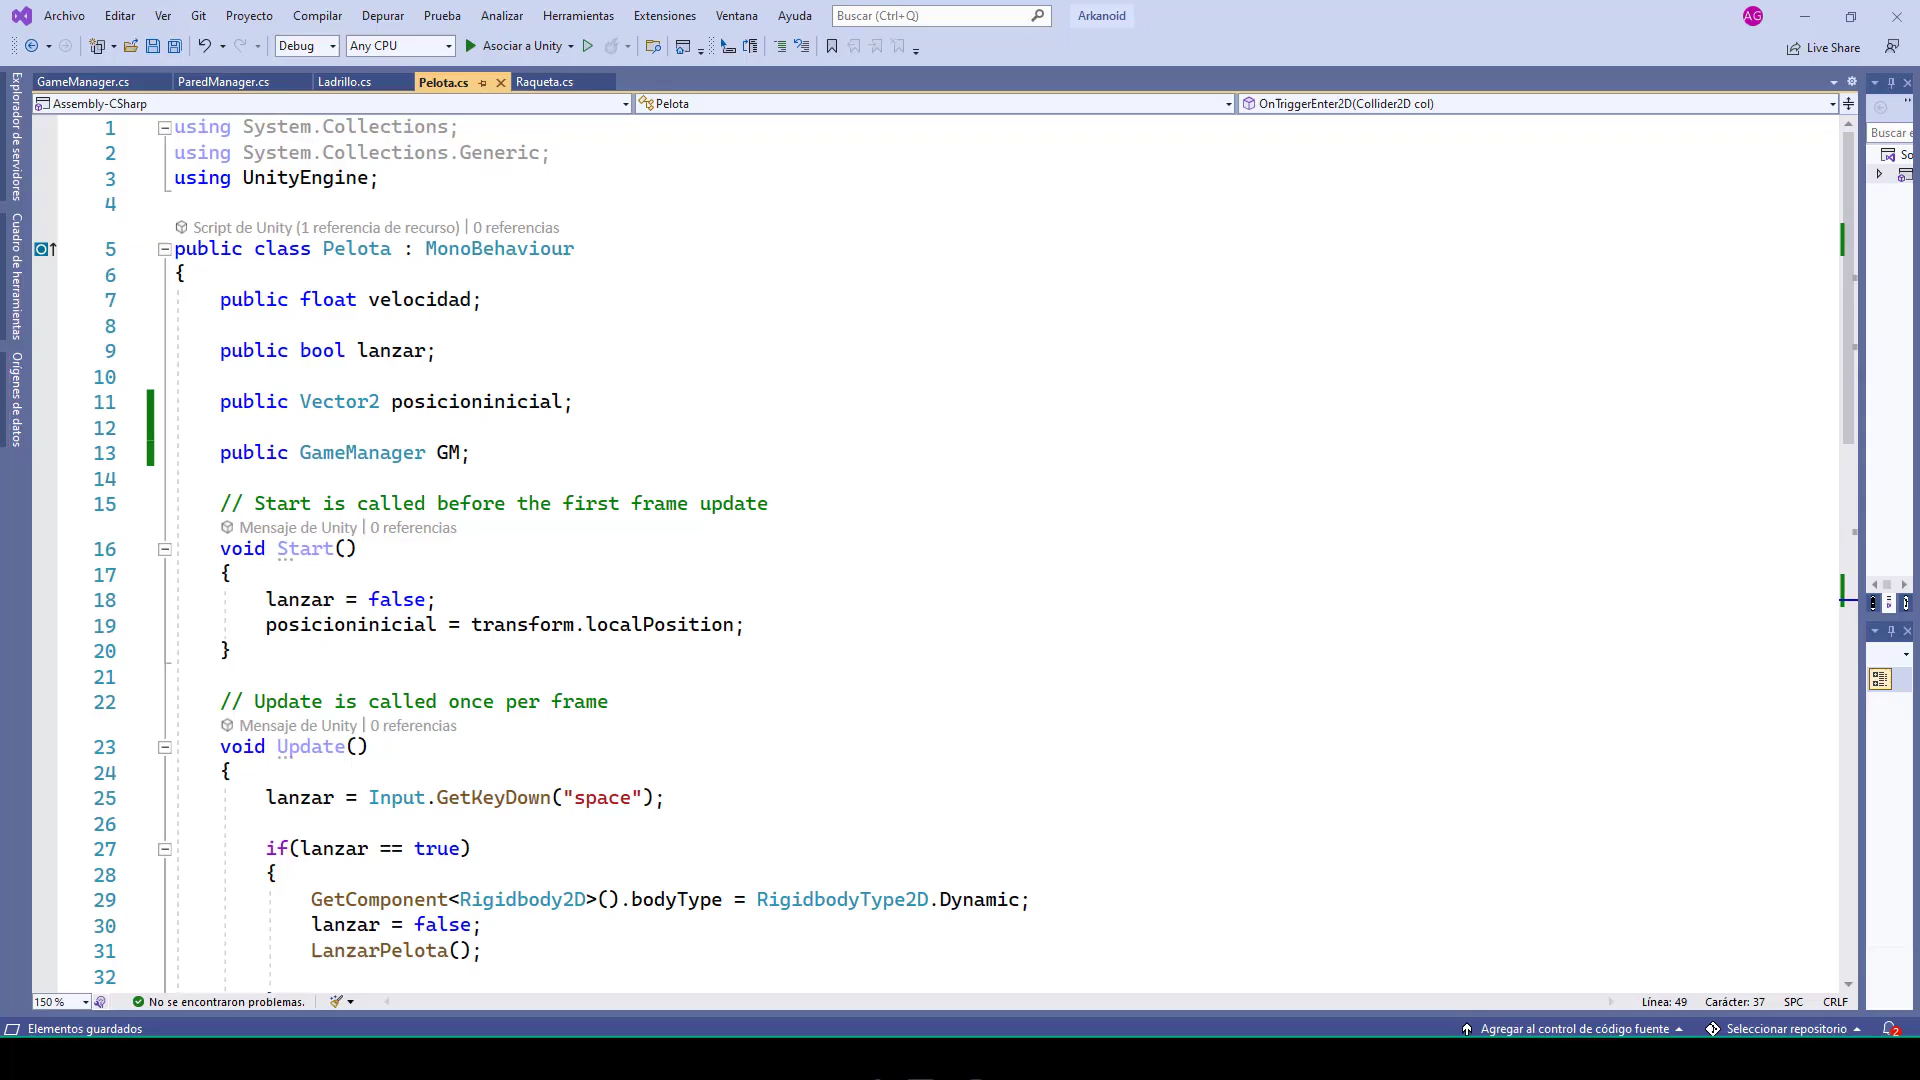 Archivo Editar Ver Git Proyecto Compilar Depurar Prueba Analizar Herramientas Extensiones Ventana Ayuda Buscar (Ctrl+Q) Arkanoid AG
Debug Any CPU Asociar a Unity Live Share
GameManager.cs ParedManager.cs Ladrillo.cs Pelota.cs Raqueta.cs
Assembly-CSharp Pelota OnTriggerEnter2D(Collider2D col)
Explorador de servidores
Cuadro de herramientas
Orígenes de datos
1 using System.Collections;
2 using System.Collections.Generic;
3 using UnityEngine;
4
Script de Unity (1 referencia de recurso) | 0 referencias
5 public class Pelota : MonoBehaviour
6 {
7 public float velocidad;
8
9 public bool lanzar;
10
11 public Vector2 posicioninicial;
12
13 public GameManager GM;
14
15 // Start is called before the first frame update
Mensaje de Unity | 0 referencias
16 void Start()
17 {
18 lanzar = false;
19 posicioninicial = transform.localPosition;
20 }
21
22 // Update is called once per frame
Mensaje de Unity | 0 referencias
23 void Update()
24 {
25 lanzar = Input.GetKeyDown("space");
26
27 if(lanzar == true)
28 {
29 GetComponent<Rigidbody2D>().bodyType = RigidbodyType2D.Dynamic;
30 lanzar = false;
31 LanzarPelota();
32
Buscar e
So
150 % No se encontraron problemas. Línea: 49 Carácter: 37 SPC CRLF
Elementos guardados Agregar al control de código fuente Seleccionar repositorio 2